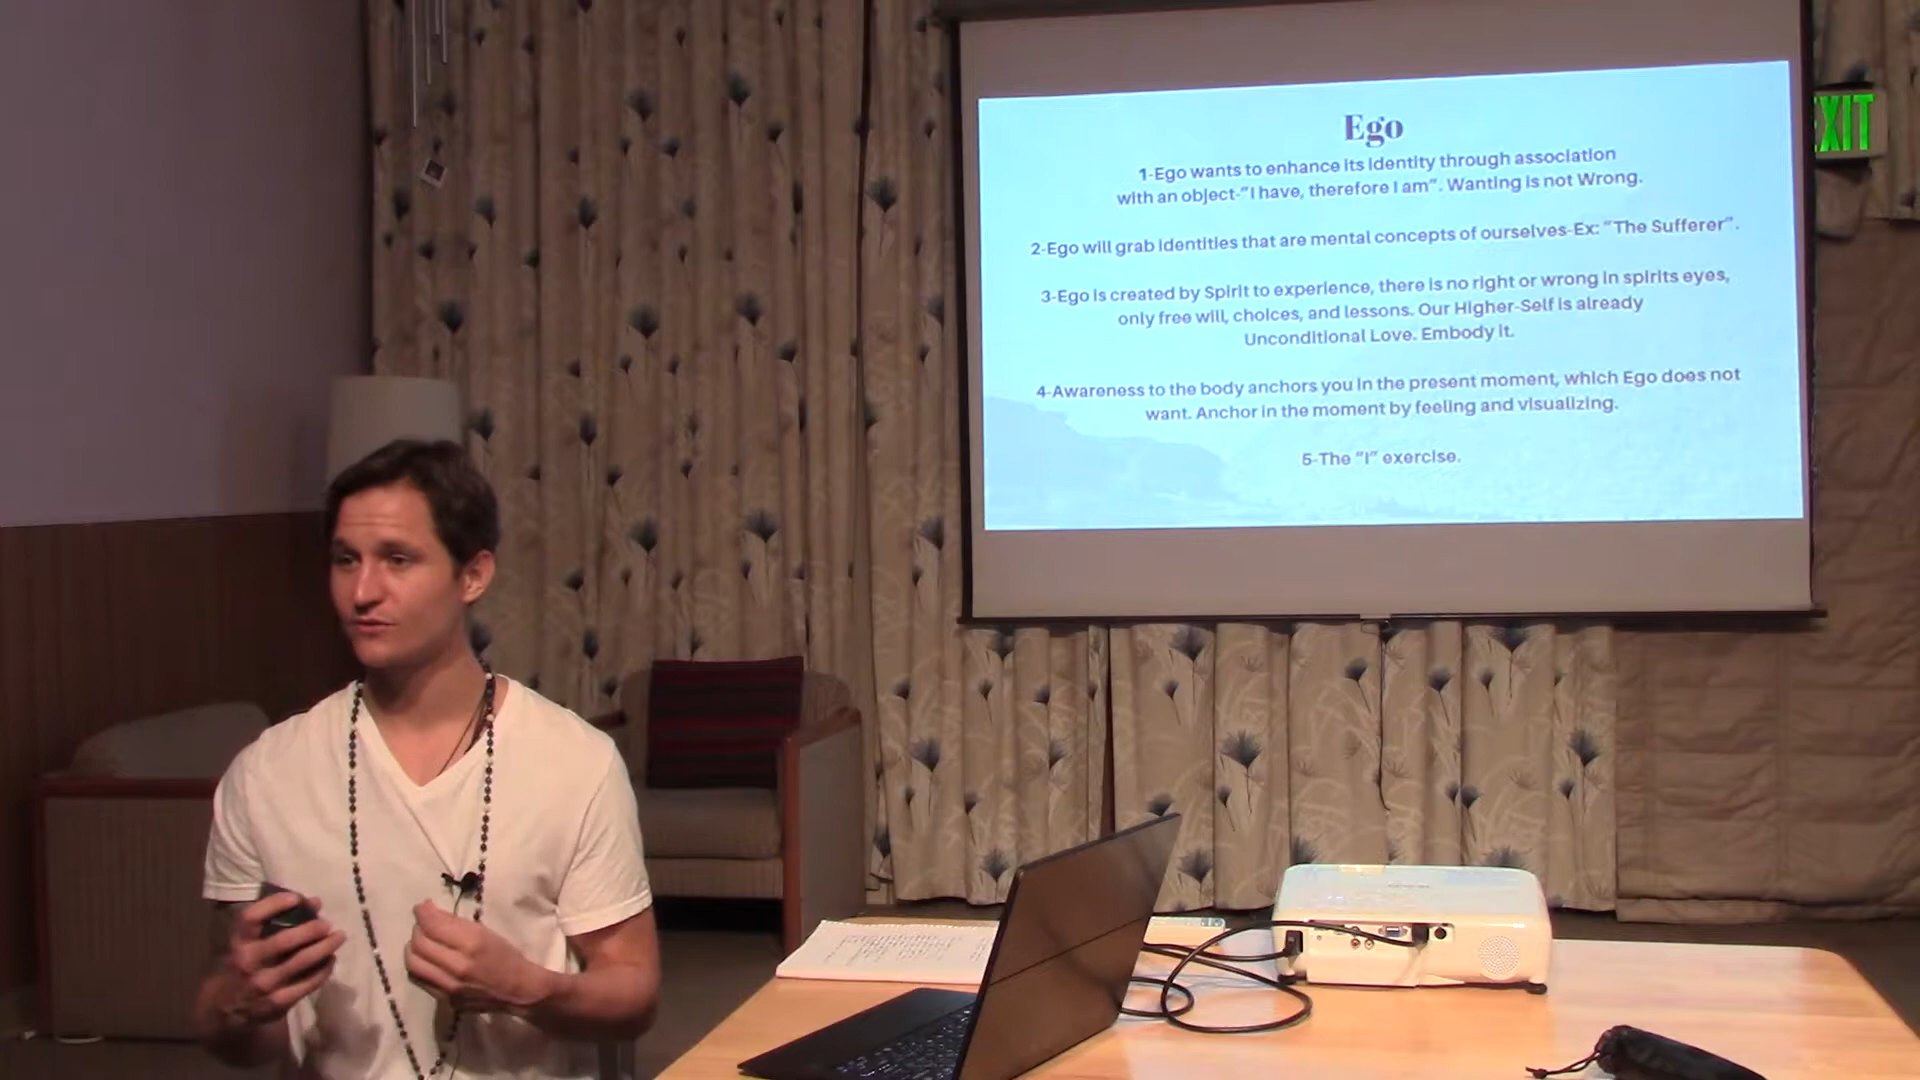 Ego
1-Ego wants to enhance its identity through association
with an object-"I have, therefore I am". Wanting is not Wrong.
2-Ego will grab identities that are mental concepts of ourselves-Ex: "The Sufferer".
3-Ego is created by Spirit to experience, there is no right or wrong in spirits eyes,
only free will, choices, and lessons. Our Higher-Self is already
Unconditional Love. Embody it.
4-Awareness to the body anchors you in the present moment, which Ego does not
want. Anchor in the moment by feeling and visualizing.
5-The "I" exercise.
EXIT